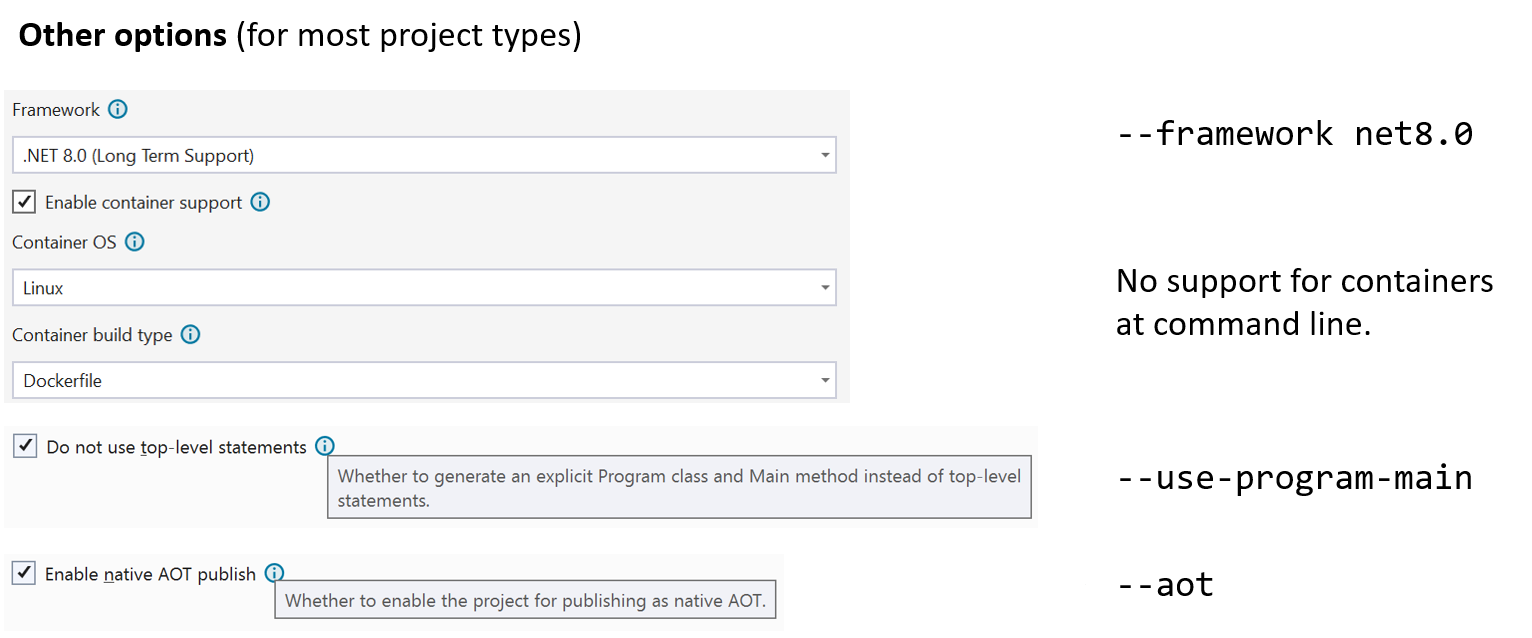 Other options (for most project types)
Framework
--framework net8.0
.NET 8.0 (Long Term Support)
Enable container support
Container OS
Linux
No support for containers
at command line.
Container build type
Dockerfile
Do not use top-level statements
Whether to generate an explicit Program class and Main method instead of top-level
statements.
--use-program-main
Enable native AOT publish
Whether to enable the project for publishing as native AOT.
--aot